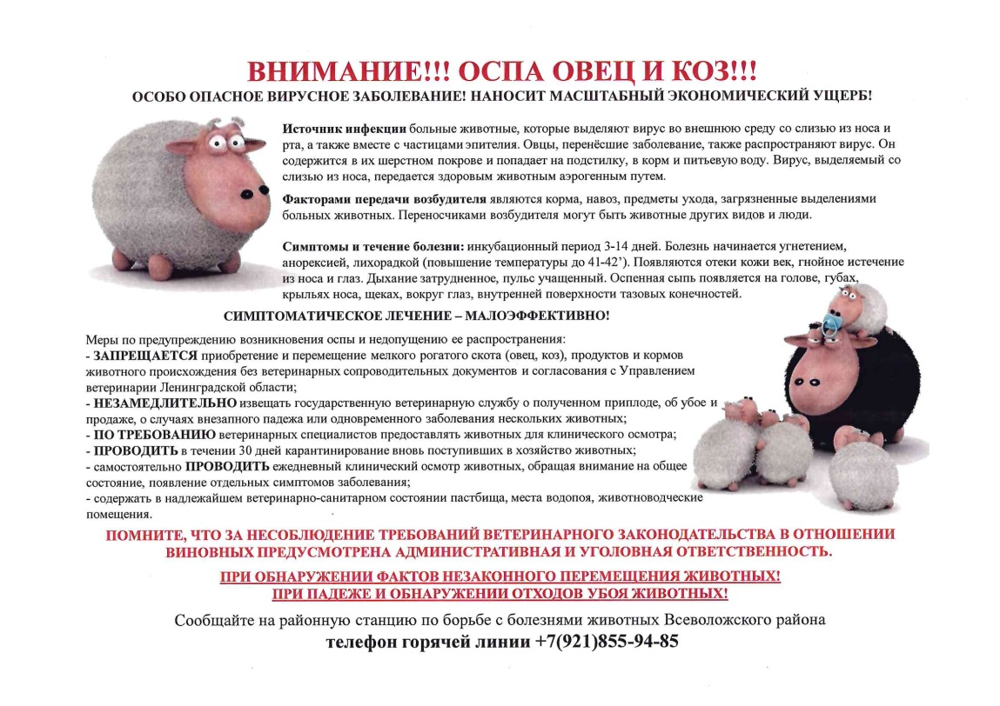 ВНИМАНИЕ!!! ОСПА ОВЕЦ И КОЗ!!!
ОСОБО ОПАСНОЕ ВИРУСНОЕ ЗАБОЛЕВАНИЕ! НАНОСИТ МАСШТАБНЫЙ ЭКОНОМИЧЕСКИЙ УЩЕРБ!
Источник инфекции больные животные, которые выделяют вирус во внешнюю среду со слизью из носа и
рта, а также вместе с частицами эпителия. Овцы, перенёсшие заболевание, также распространяют вирус. Он
содержится в их шерстном покрове и попадает на подстилку, в корм и питьевую воду. Вирус, выделяемый со
слизью из носа, передается здоровым животным аэрогенным путем.
Факторами передачи возбудителя являются корма, навоз, предметы ухода, загрязненные выделениями
больных животных. Переносчиками возбудителя могут быть животные других видов и люди.
Симптомы и течение болезни: инкубационный период 3-14 дней. Болезнь начинается угнетением,
анорексией, лихорадкой (повышение температуры до 41-42’). Появляются отеки кожи век, гнойное истечение
из носа и глаз. Дыхание затрудненное, пульс учащенный. Оспенная сыпь появляется на голове, губах,
крыльях носа, щеках, вокруг глаз, внутренней поверхности тазовых конечностей.
СИМПТОМАТИЧЕСКОЕ ЛЕЧЕНИЕ – МАЛОЭФФЕКТИВНО!
Меры по предупреждению возникновения оспы и недопущению ее распространения:
- ЗАПРЕЩАЕТСЯ приобретение и перемещение мелкого рогатого скота (овец, коз), продуктов и кормов
животного происхождения без ветеринарных сопроводительных документов и согласования с Управлением
ветеринарии Ленинградской области;
- НЕЗАМЕДЛИТЕЛЬНО извещать государственную ветеринарную службу о полученном приплоде, об убое и
продаже, о случаях внезапного падежа или одновременного заболевания нескольких животных;
- ПО ТРЕБОВАНИЮ ветеринарных специалистов предоставлять животных для клинического осмотра;
- ПРОВОДИТЬ в течении 30 дней карантинирование вновь поступивших в хозяйство животных;
- самостоятельно ПРОВОДИТЬ ежедневный клинический осмотр животных, обращая внимание на общее
состояние, появление отдельных симптомов заболевания;
- содержать в надлежайшем ветеринарно-санитарном состоянии пастбища, места водопоя, животноводческие
помещения.
ПОМНИТЕ, ЧТО ЗА НЕСОБЛЮДЕНИЕ ТРЕБОВАНИЙ ВЕТЕРИНАРНОГО ЗАКОНОДАТЕЛЬСТВА В ОТНОШЕНИИ
ВИНОВНЫХ ПРЕДУСМОТРЕНА АДМИНИСТРАТИВНАЯ И УГОЛОВНАЯ ОТВЕТСТВЕННОСТЬ.
ПРИ ОБНАРУЖЕНИИ ФАКТОВ НЕЗАКОННОГО ПЕРЕМЕЩЕНИЯ ЖИВОТНЫХ!
ПРИ ПАДЕЖЕ И ОБНАРУЖЕНИИ ОТХОДОВ УБОЯ ЖИВОТНЫХ!
Сообщайте на районную станцию по борьбе с болезнями животных Всеволожского района
телефон горячей линии +7(921)855-94-85